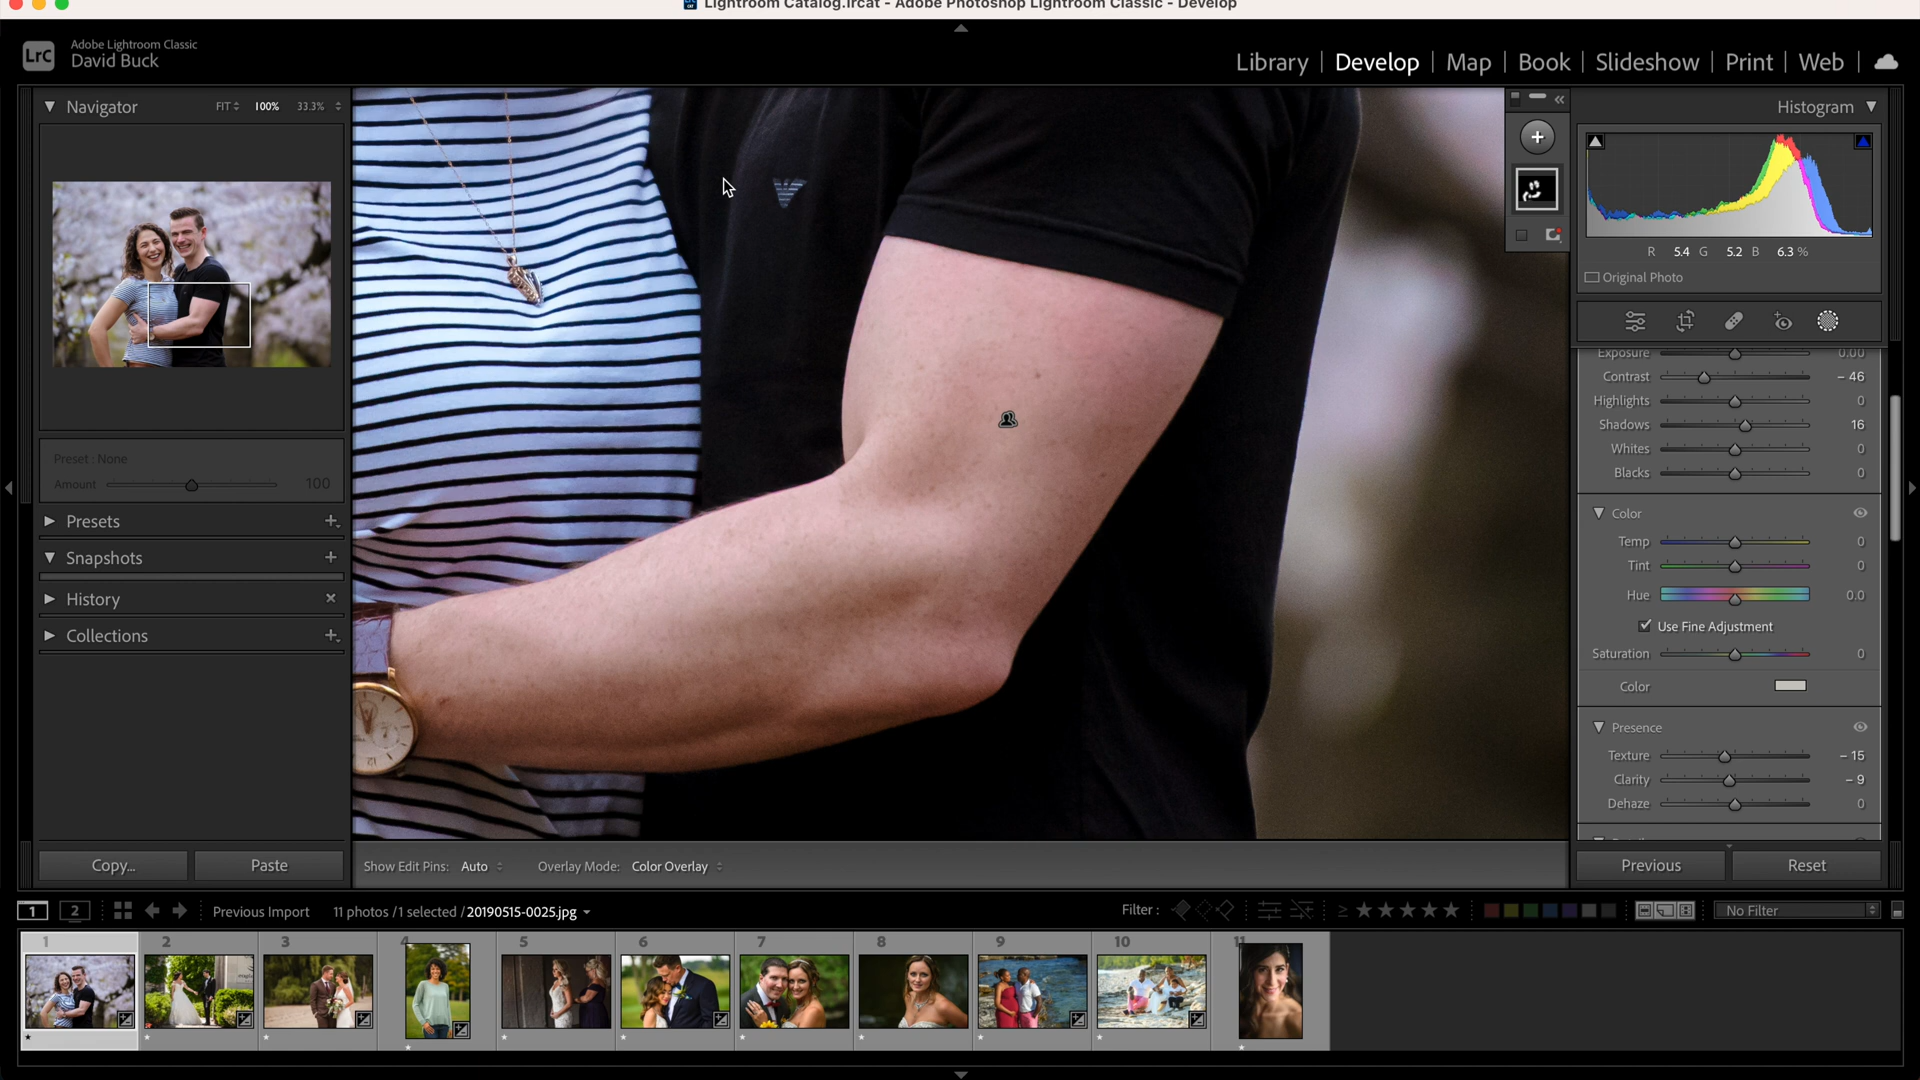 Lightroom Catalog.lrcat - Adobe Photoshop Lightroom Classic - Develop
LrC
Adobe Lightroom Classic
David Buck
Library | Develop | Map | Book | Slideshow | Print | Web
Navigator
FIT
100%
33.3%
Histogram
R 5.4 G 5.2 B 6.3 %
Original Photo
Exposure 0.00
Contrast - 46
Highlights 0
Shadows 16
Whites 0
Blacks 0
Preset : None
Amount 100
Presets
Snapshots
History
Collections
Color
Temp 0
Tint 0
Hue 0.0
Use Fine Adjustment
Saturation 0
Color
Presence
Texture - 15
Clarity - 9
Dehaze 0
Copy...
Paste
Show Edit Pins: Auto
Overlay Mode: Color Overlay
Previous
Reset
1
2
Previous Import
11 photos /1 selected /20190515-0025.jpg
Filter :
No Filter
1
2
3
4
5
6
7
8
9
10
11